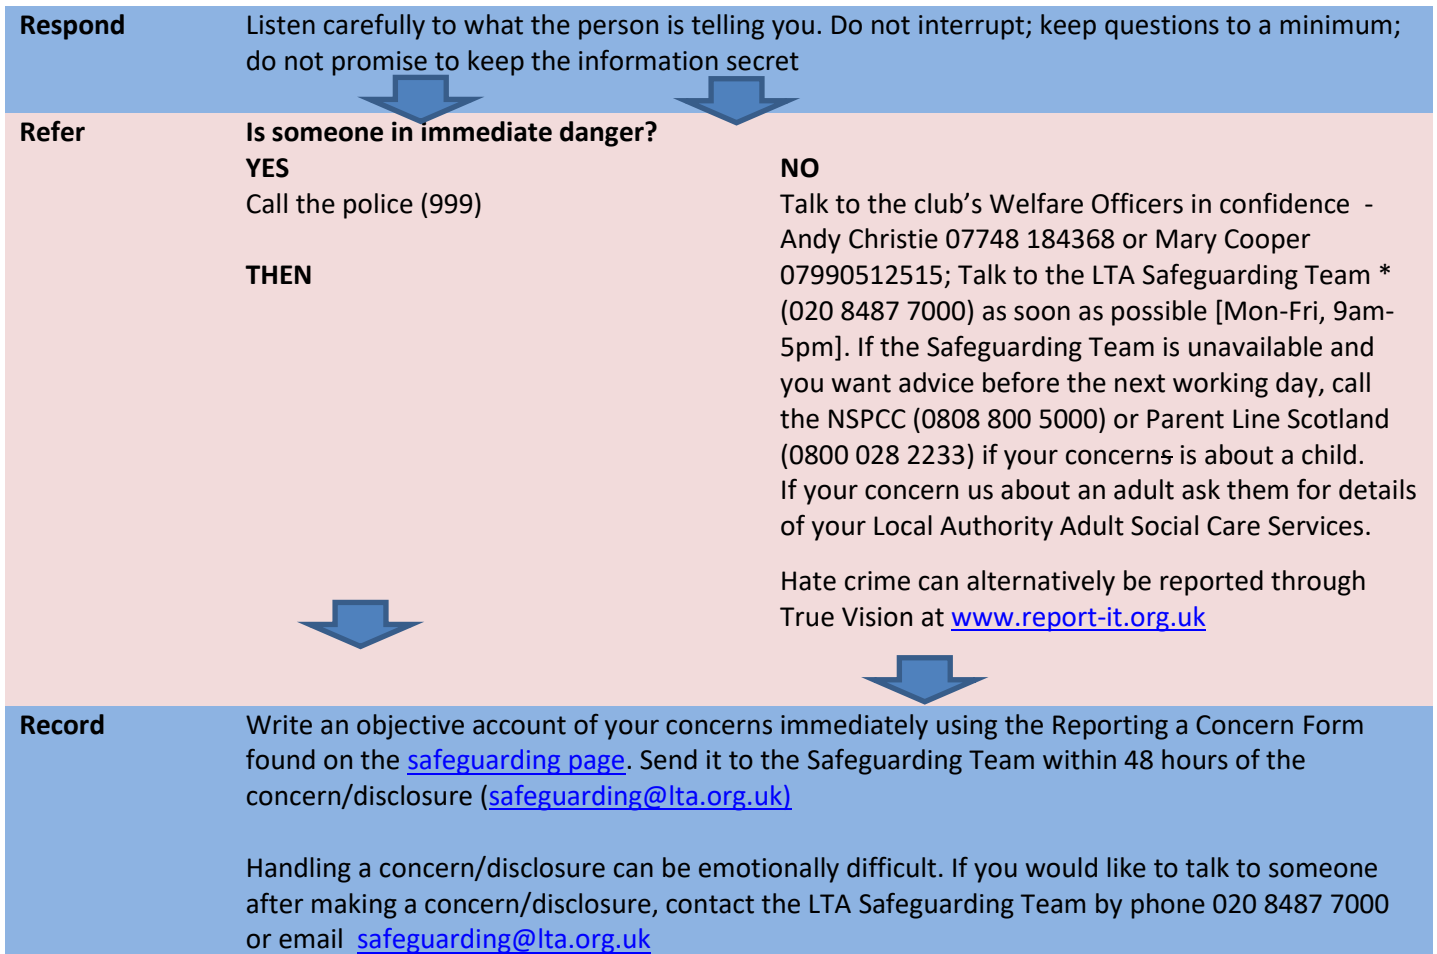 Respond
Listen carefully to what the person is telling you. Do not interrupt; keep questions to a minimum;
do not promise to keep the information secret
Refer
Is someone in immediate danger?
YES
Call the police (999)
THEN
NO
Talk to the club’s Welfare Officers in confidence -
Andy Christie 07748 184368 or Mary Cooper
07990512515; Talk to the LTA Safeguarding Team *
(020 8487 7000) as soon as possible [Mon-Fri, 9am-
5pm]. If the Safeguarding Team is unavailable and
you want advice before the next working day, call
the NSPCC (0808 800 5000) or Parent Line Scotland
(0800 028 2233) if your concerns is about a child.
If your concern us about an adult ask them for details
of your Local Authority Adult Social Care Services.
Hate crime can alternatively be reported through
True Vision at www.report-it.org.uk
Record
Write an objective account of your concerns immediately using the Reporting a Concern Form
found on the safeguarding page. Send it to the Safeguarding Team within 48 hours of the
concern/disclosure (safeguarding@lta.org.uk)
Handling a concern/disclosure can be emotionally difficult. If you would like to talk to someone
after making a concern/disclosure, contact the LTA Safeguarding Team by phone 020 8487 7000
or email safeguarding@lta.org.uk